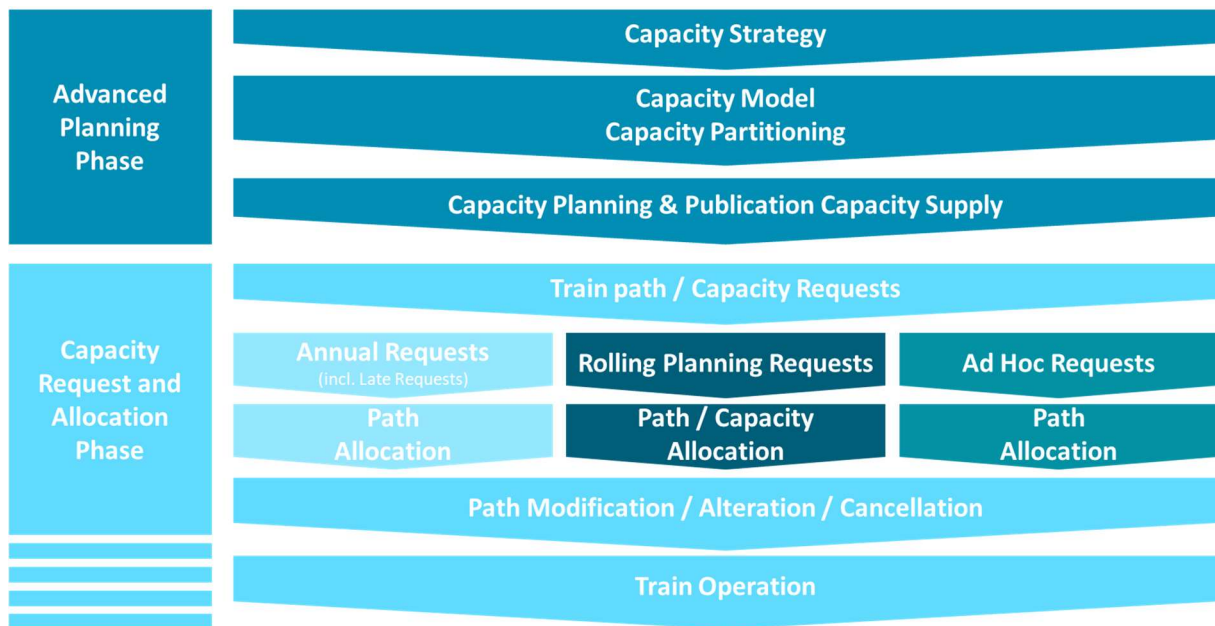 Advanced
Planning
Phase
Capacity Strategy
Capacity Model
Capacity Partitioning
Capacity Planning & Publication Capacity Supply
Capacity
Request and
Allocation
Phase
Train path / Capacity Requests
Annual Requests
(incl. Late Requests)
Rolling Planning Requests
Ad Hoc Requests
Path
Allocation
Path / Capacity
Allocation
Path
Allocation
Path Modification / Alteration / Cancellation
Train Operation